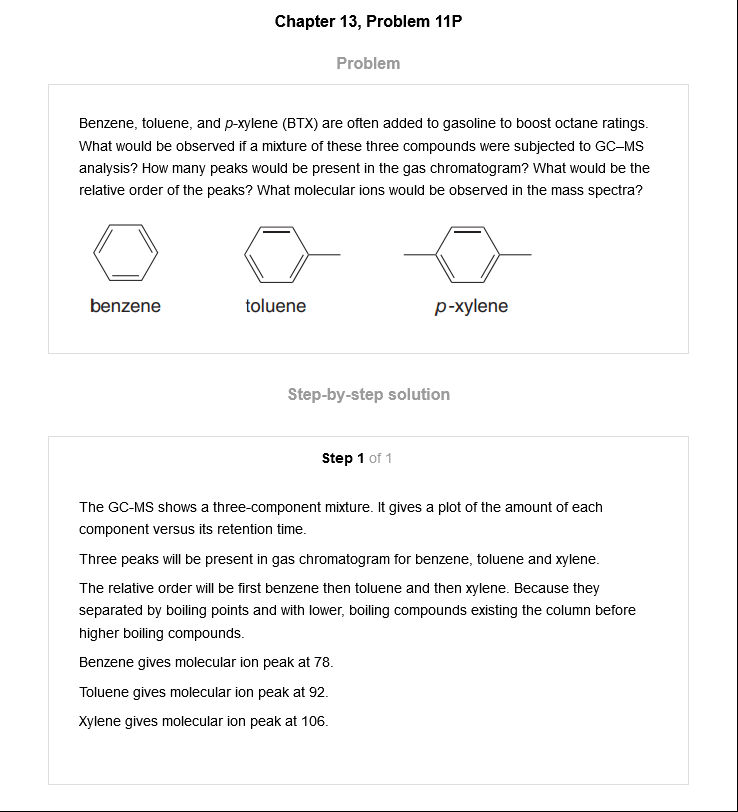 Chapter 13, Problem 11P
Problem
Benzene, toluene, and p-xylene (BTX) are often added to gasoline to boost octane ratings.
What would be observed if a mixture of these three compounds were subjected to GC–MS
analysis? How many peaks would be present in the gas chromatogram? What would be the
relative order of the peaks? What molecular ions would be observed in the mass spectra?
benzene toluene p-xylene
Step-by-step solution
Step 1 of 1
The GC-MS shows a three-component mixture. It gives a plot of the amount of each
component versus its retention time.
Three peaks will be present in gas chromatogram for benzene, toluene and xylene.
The relative order will be first benzene then toluene and then xylene. Because they
separated by boiling points and with lower, boiling compounds existing the column before
higher boiling compounds.
Benzene gives molecular ion peak at 78.
Toluene gives molecular ion peak at 92.
Xylene gives molecular ion peak at 106.